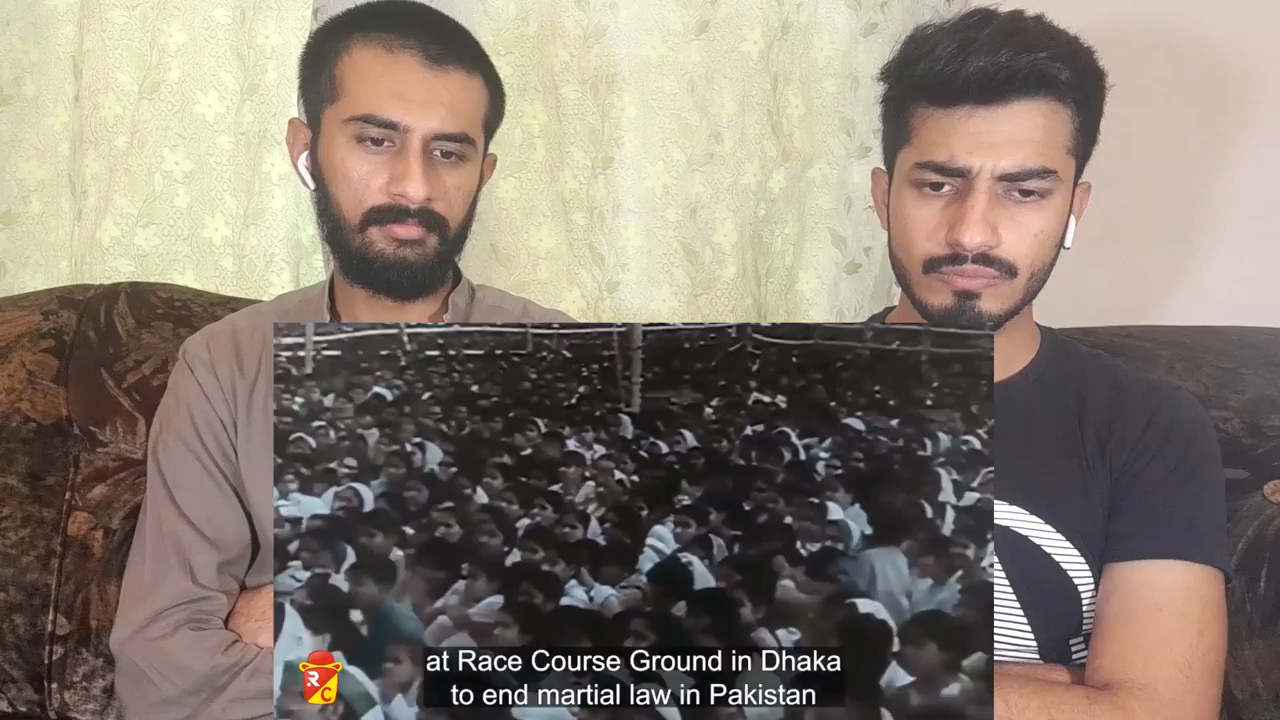 at Race Course Ground in Dhaka
to end martial law in Pakistan
R
C